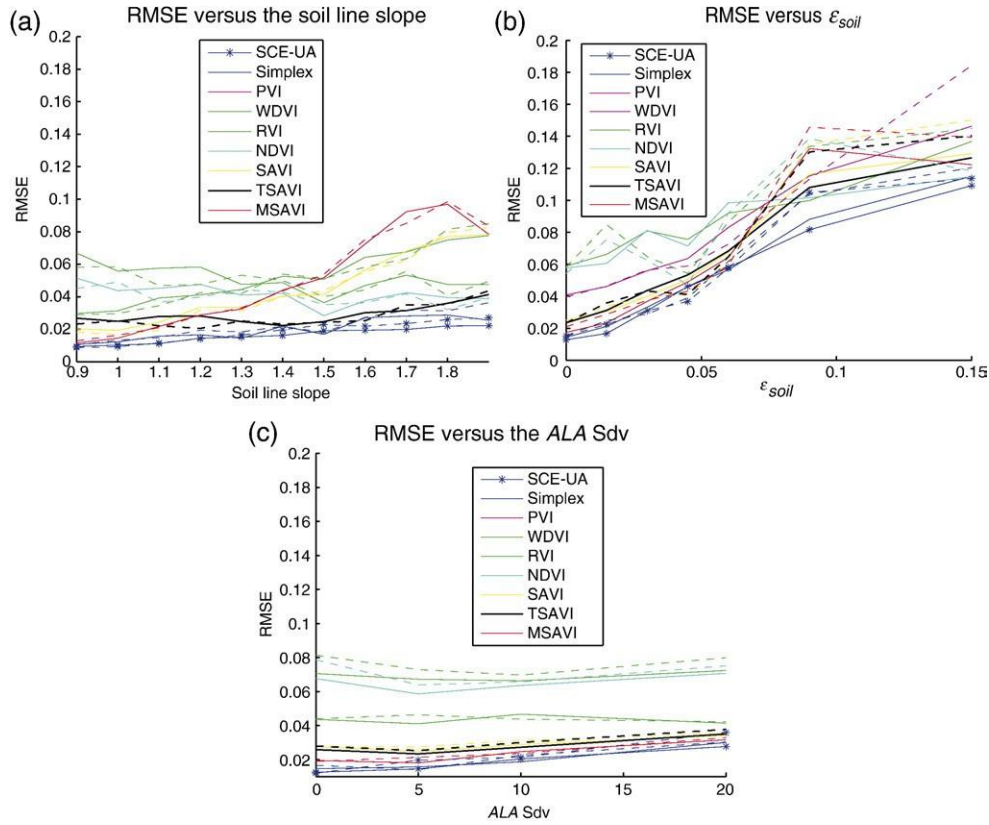 (a)
RMSE versus the soil line slope
RMSE
0.2
0.18
0.16
0.14
0.12
0.1
0.08
0.06
0.04
0.02
0
SCE-UA
Simplex
PVI
WDVI
RVI
NDVI
SAVI
TSAVI
MSAVI
0.9 1 1.1 1.2 1.3 1.4 1.5 1.6 1.7 1.8
Soil line slope
(b)
RMSE versus εsoil
RMSE
0.2
0.18
0.16
0.14
0.12
0.1
0.08
0.06
0.04
0.02
0
SCE-UA
Simplex
PVI
WDVI
RVI
NDVI
SAVI
TSAVI
MSAVI
0 0.05 0.1 0.15
εsoil
(c)
RMSE versus the ALA Sdv
RMSE
0.2
0.18
0.16
0.14
0.12
0.1
0.08
0.06
0.04
0.02
SCE-UA
Simplex
PVI
WDVI
RVI
NDVI
SAVI
TSAVI
MSAVI
0 5 10 15 20
ALA Sdv